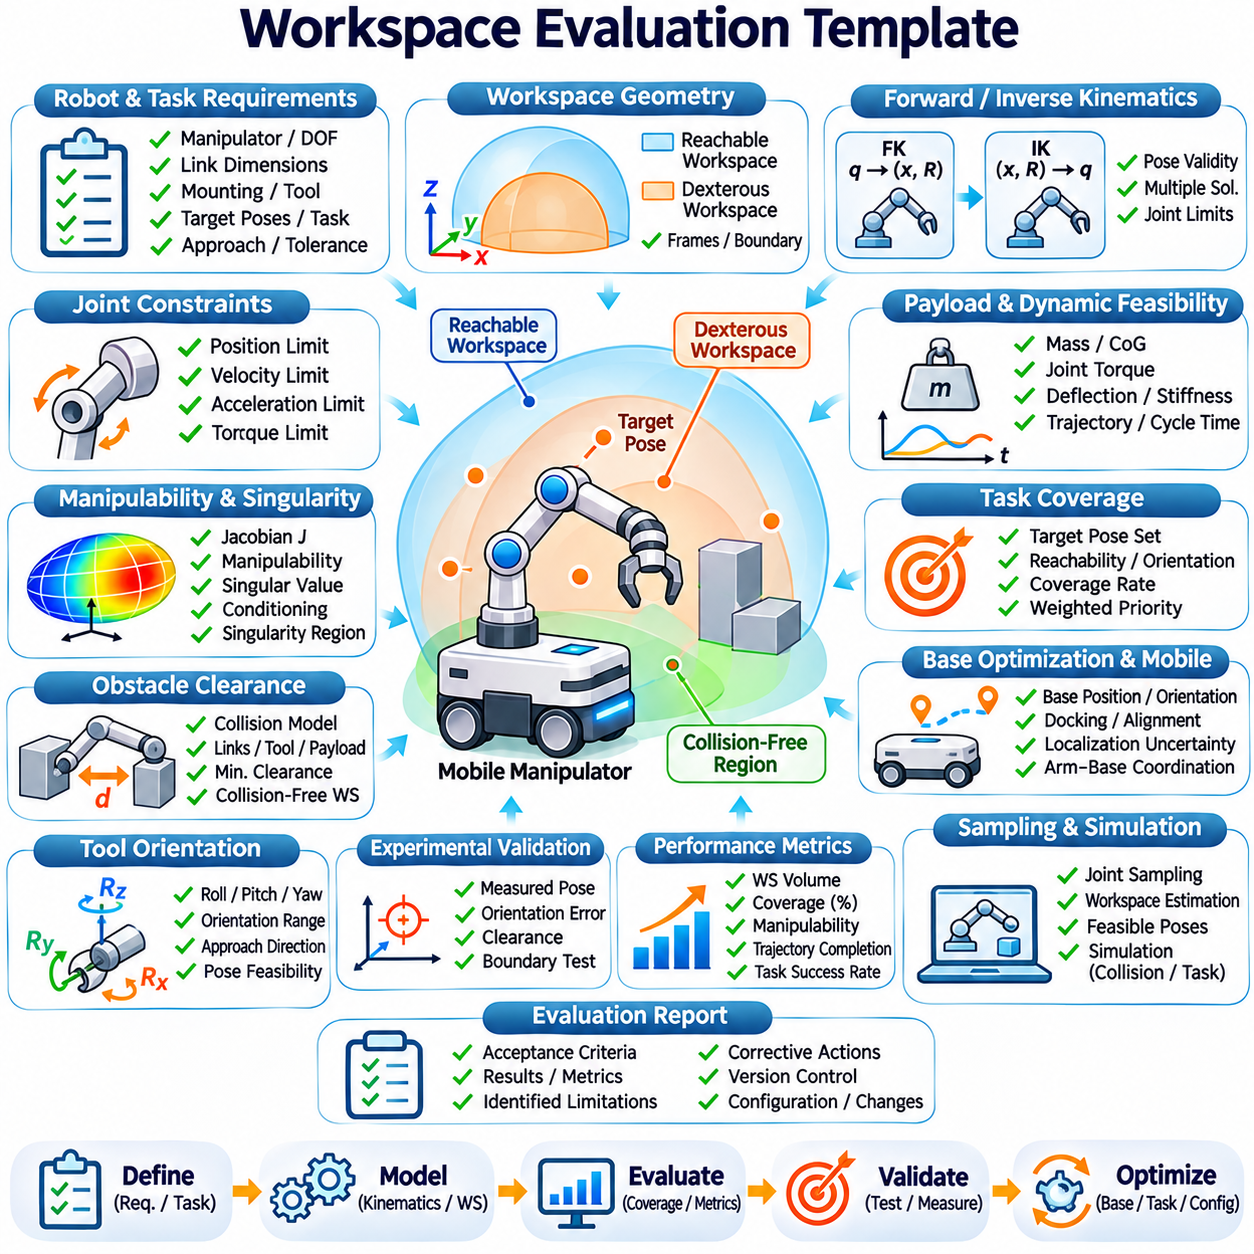 Workspace Evaluation Template
Robot & Task Requirements
Manipulator / DOF
Link Dimensions
Mounting / Tool
Target Poses / Task
Approach / Tolerance
Workspace Geometry
z
y
x
Reachable
Workspace
Dexterous
Workspace
Frames / Boundary
Forward / Inverse Kinematics
FK
q → (x, R)
IK
(x, R) → q
Pose Validity
Multiple Sol.
Joint Limits
Joint Constraints
Position Limit
Velocity Limit
Acceleration Limit
Torque Limit
Reachable
Workspace
Dexterous
Workspace
Target
Pose
Payload & Dynamic Feasibility
m
t
Mass / CoG
Joint Torque
Deflection / Stiffness
Trajectory / Cycle Time
Manipulability & Singularity
Jacobian J
Manipulability
Singular Value
Conditioning
Singularity Region
Task Coverage
Target Pose Set
Reachability / Orientation
Coverage Rate
Weighted Priority
Obstacle Clearance
d
Collision Model
Links / Tool / Payload
Min. Clearance
Collision-Free WS
Mobile Manipulator
Collision-Free
Region
Base Optimization & Mobile
Base Position / Orientation
Docking / Alignment
Localization Uncertainty
Arm-Base Coordination
Tool Orientation
Rz
Ry
Rx
Roll / Pitch / Yaw
Orientation Range
Approach Direction
Pose Feasibility
Experimental Validation
Measured Pose
Orientation Error
Clearance
Boundary Test
Performance Metrics
WS Volume
Coverage (%)
Manipulability
Trajectory Completion
Task Success Rate
Sampling & Simulation
Joint Sampling
Workspace Estimation
Feasible Poses
Simulation
(Collision / Task)
Evaluation Report
Acceptance Criteria
Results / Metrics
Identified Limitations
Corrective Actions
Version Control
Configuration / Changes
Define
(Req. / Task)
Model
(Kinematics / WS)
Evaluate
(Coverage / Metrics)
Validate
(Test / Measure)
Optimize
(Base / Task / Config)